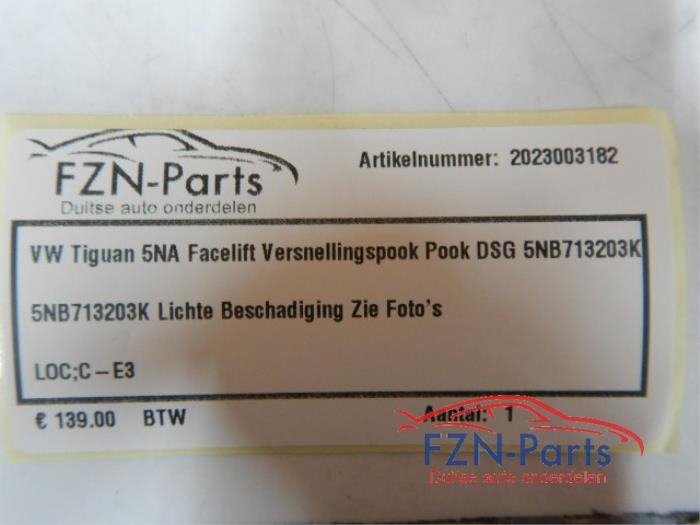 FZN-Parts
Duitse auto onderdelen
Artikelnummer: 2023003182
VW Tiguan 5NA Facelift Versnellingspook Pook DSG 5NB713203K
5NB713203K Lichte Beschadiging Zie Foto's
LOC;C-E3
€ 139.00 BTW
Aantal: 1
FZN-Parts
Duitse auto onderdelen